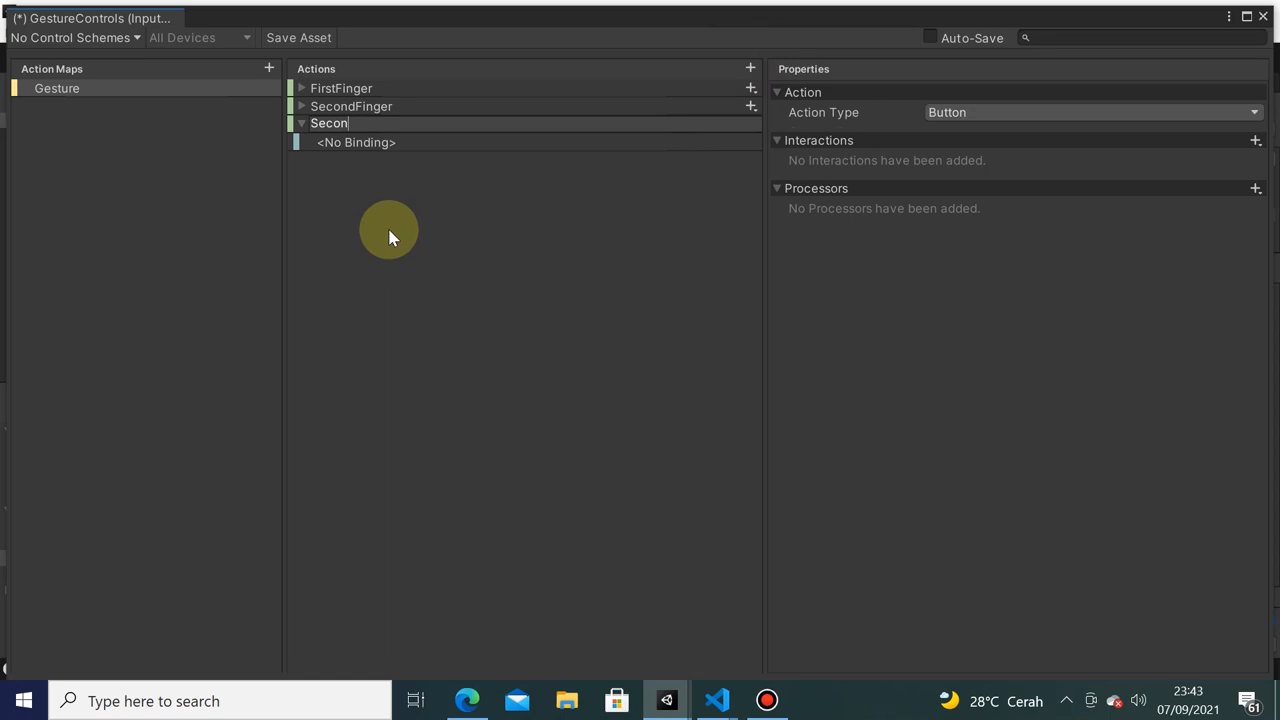 (*) GestureControls (Input...
No Control Schemes
All Devices
Save Asset
Auto-Save
Action Maps
Actions
Properties
Gesture
FirstFinger
SecondFinger
Secon
<No Binding>
Action
Action Type
Button
Interactions
No Interactions have been added.
Processors
No Processors have been added.
Type here to search
28°C Cerah
23:43
07/09/2021
61